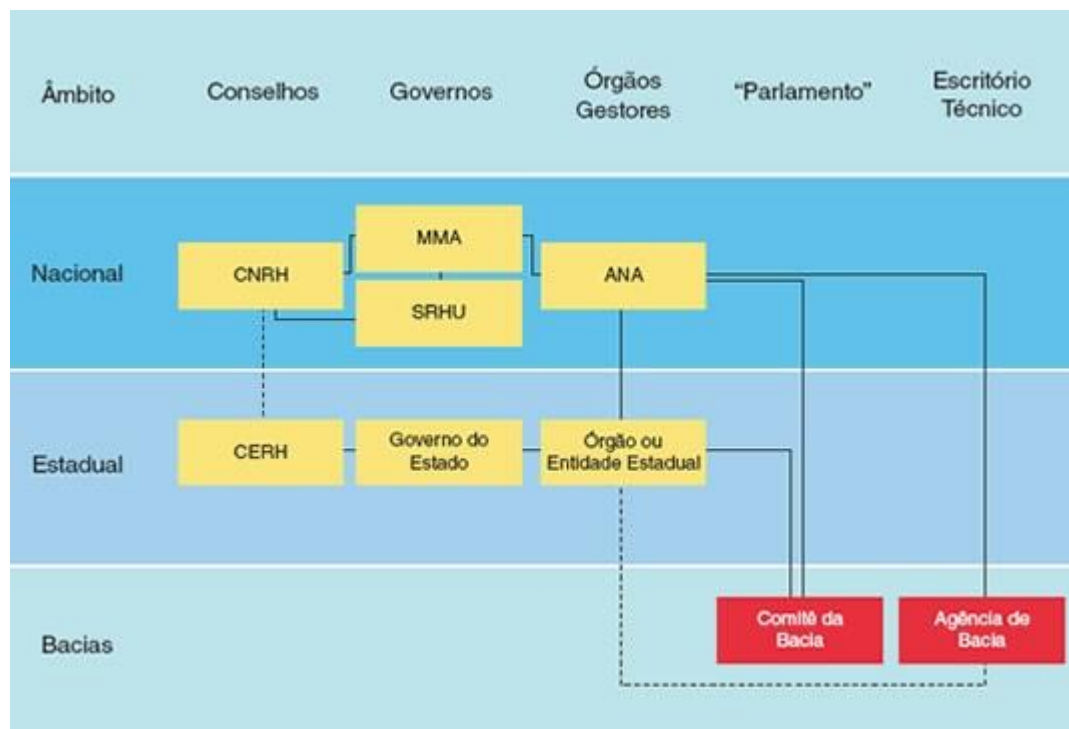 Âmbito
Conselhos
Governos
Órgãos
Gestores
“Parlamento”
Escritório
Técnico
Nacional
CNRH
MMA
SRHU
ANA
Estadual
CERH
Governo do
Estado
Órgão ou
Entidade Estadual
Bacias
Comitê da
Bacia
Agência de
Bacia